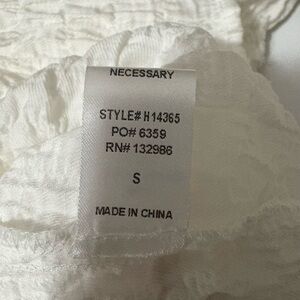 NECESSARY
STYLE# H14365
PO# 6359
RN# 132986
S
MADE IN CHINA